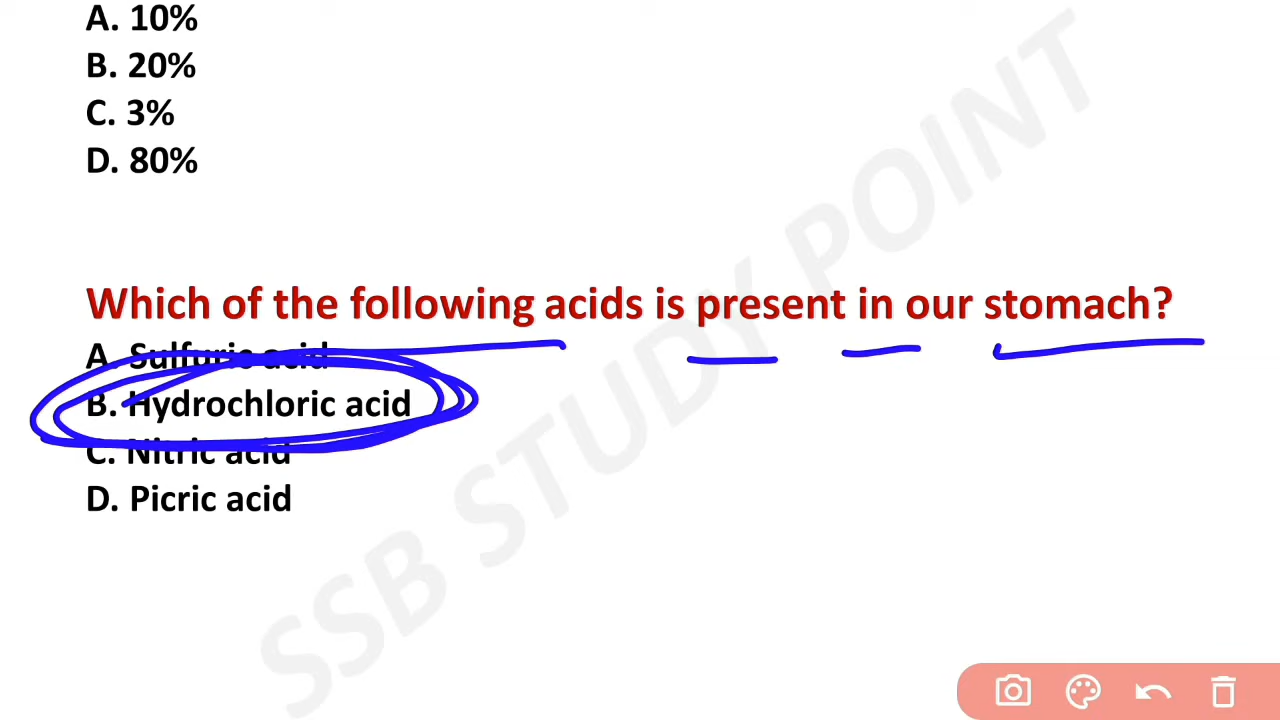 A. 10%
B. 20%
C. 3%
D. 80%
Which of the following acids is present in our stomach?
A. Sulfuric acid
B. Hydrochloric acid
C. Nitric acid
D. Picric acid
SSB STUDY POINT